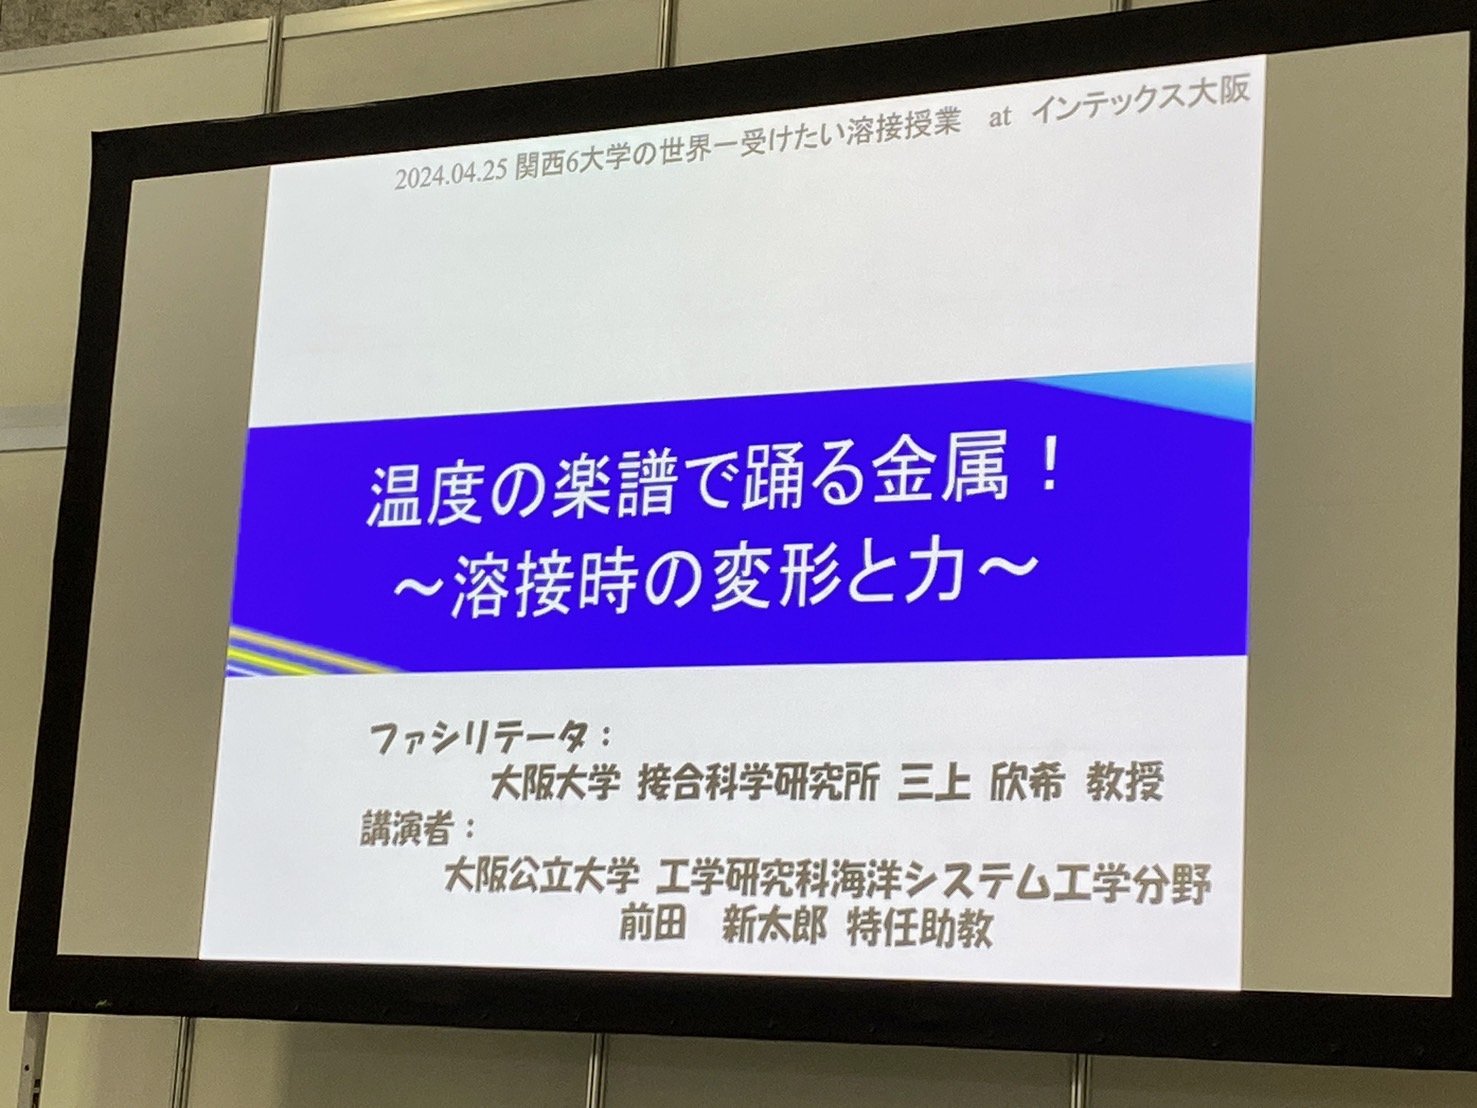 2024.04.25 関西6大学の世界一受けたい溶接授業 at インテックス大阪
温度の楽譜で踊る金属！
～溶接時の変形と力～
ファシリテータ：
大阪大学 接合科学研究所 三上 欣希 教授
講演者：
大阪公立大学 工学研究科海洋システム工学分野
前田 新太郎 特任助教